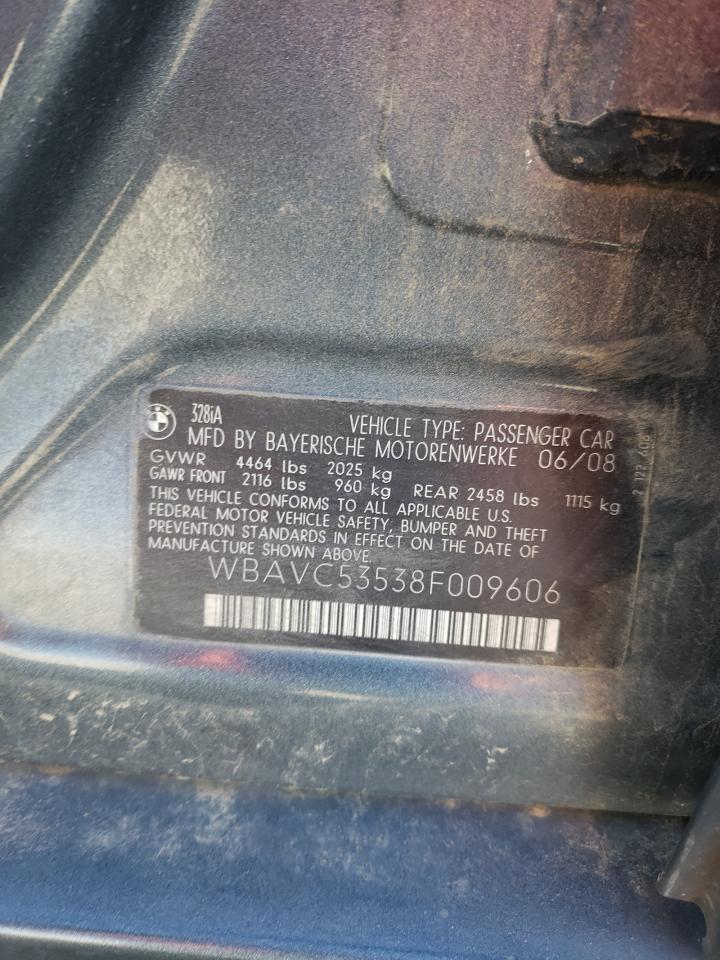 328iA
VEHICLE TYPE: PASSENGER CAR
MFD BY BAYERISCHE MOTORENWERKE 06/08
GVWR 4464 lbs 2025 kg
GAWR FRONT 2116 lbs 960 kg REAR 2458 lbs 1115 kg
THIS VEHICLE CONFORMS TO ALL APPLICABLE U.S.
FEDERAL MOTOR VEHICLE SAFETY, BUMPER AND THEFT
PREVENTION STANDARDS IN EFFECT ON THE DATE OF
MANUFACTURE SHOWN ABOVE.
WBAVC53538F009606